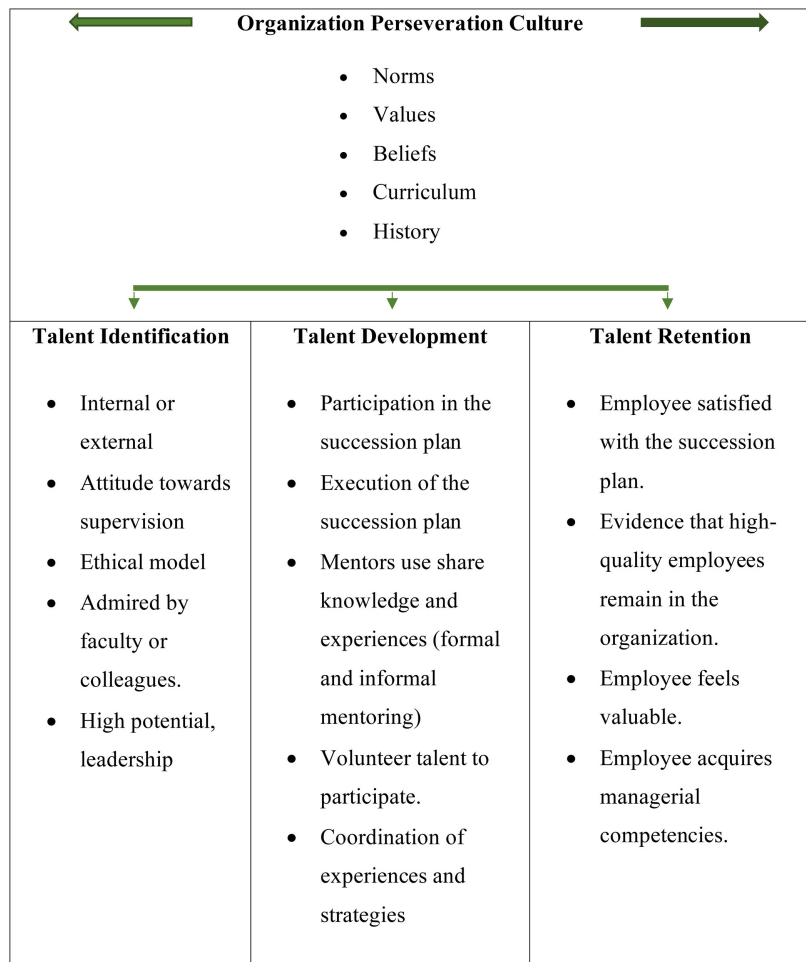 Organization Perseveration Culture
• Norms
• Values
• Beliefs
• Curriculum
• History
Talent Identification
• Internal or
external
• Attitude towards
supervision
• Ethical model
• Admired by
faculty or
colleagues.
• High potential,
leadership
Talent Development
• Participation in the
succession plan
• Execution of the
succession plan
• Mentors use share
knowledge and
experiences (formal
and informal
mentoring)
• Volunteer talent to
participate.
• Coordination of
experiences and
strategies
Talent Retention
• Employee satisfied
with the succession
plan.
• Evidence that high-
quality employees
remain in the
organization.
• Employee feels
valuable.
• Employee acquires
managerial
competencies.